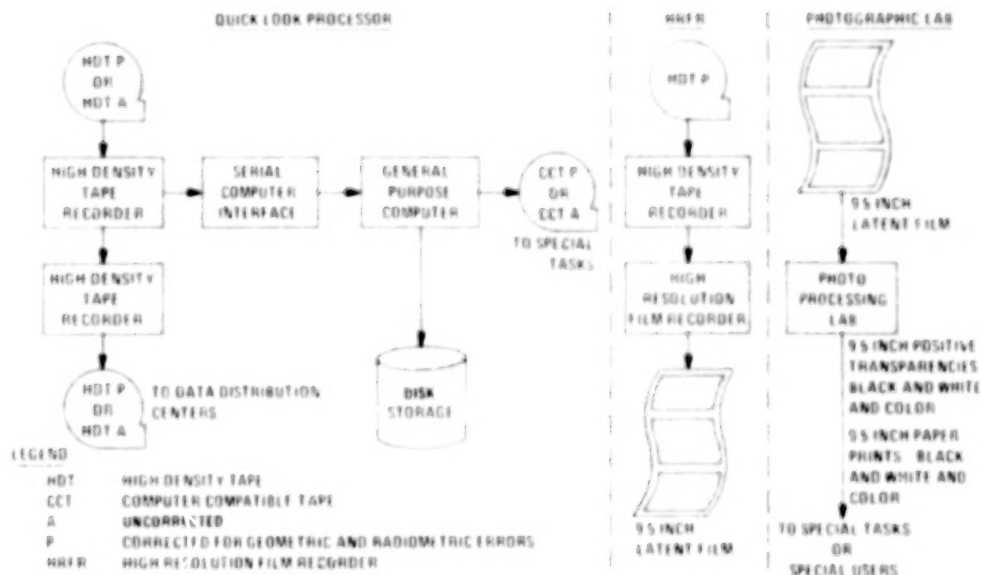 QUICK LOOK PROCESSOR
HDT P
OR
HDT A
HIGH DENSITY
TAPE
RECORDER
SERIAL
COMPUTER
INTERFACE
GENERAL
PURPOSE
COMPUTER
CCT P
OR
CCT A
TO SPECIAL
TASKS
HIGH DENSITY
TAPE
RECORDER
DISK
STORAGE
HDT P
OR
HDT A
TO DATA DISTRIBUTION
CENTERS
HRFR
HDT P
HIGH DENSITY
TAPE
RECORDER
HIGH
RESOLUTION
FILM RECORDER
9.5 INCH
LATENT FILM
PHOTOGRAPHIC LAB
9.5 INCH
LATENT FILM
PHOTO
PROCESSING
LAB
9.5 INCH POSITIVE
TRANSPARENCIES
BLACK AND WHITE
AND COLOR
9.5 INCH PAPER
PRINTS BLACK
AND WHITE AND
COLOR
TO SPECIAL TASKS
OR
SPECIAL USERS
LEGEND
HDT HIGH DENSITY TAPE
CCT COMPUTER COMPATIBLE TAPE
A UNCORRECTED
P CORRECTED FOR GEOMETRIC AND RADIOMETRIC ERRORS
HRFR HIGH RESOLUTION FILM RECORDER